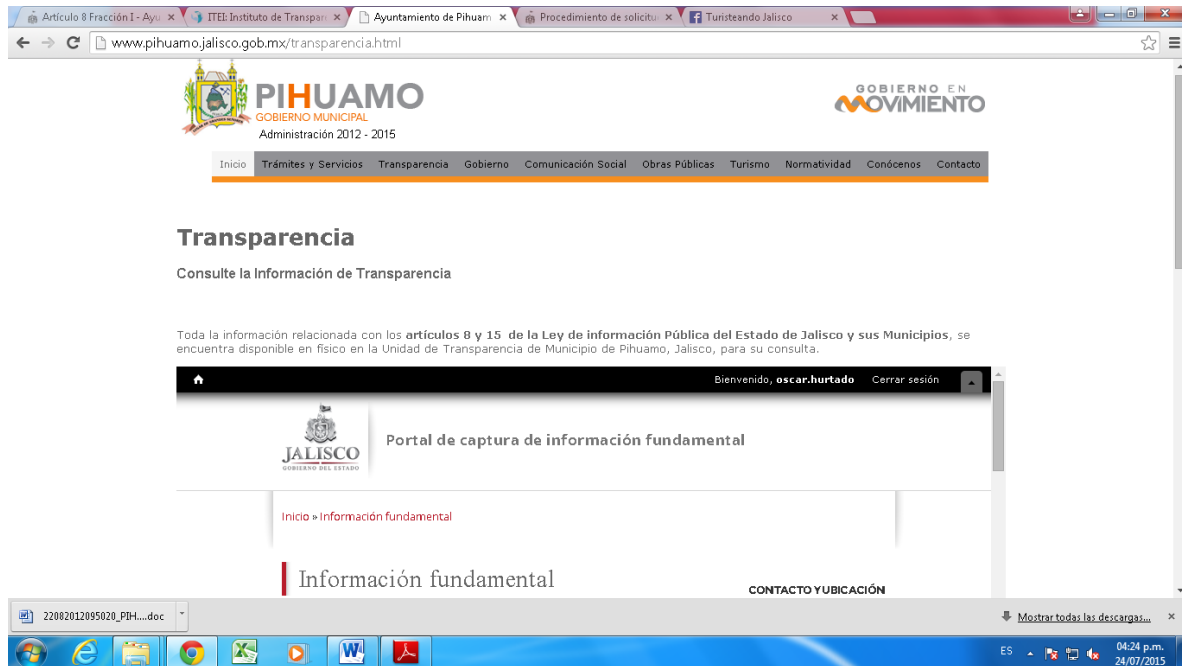 Artículo 8 Fracción I - Ayu
ITEI: Instituto de Transpare
Ayuntamiento de Pihuam
Procedimiento de solicitu
Turisteando Jalisco
www.pihuamo.jalisco.gob.mx/transparencia.html
PIHUAMO
GOBIERNO MUNICIPAL
Administración 2012 - 2015
GOBIERNO EN
MOVIMIENTO
Inicio Trámites y Servicios Transparencia Gobierno Comunicación Social Obras Públicas Turismo Normatividad Conócenos Contacto
Transparencia
Consulte la Información de Transparencia
Toda la información relacionada con los artículos 8 y 15 de la Ley de información Pública del Estado de Jalisco y sus Municipios, se
encuentra disponible en físico en la Unidad de Transparencia de Municipio de Pihuamo, Jalisco, para su consulta.
Bienvenido, oscar.hurtado Cerrar sesión
JALISCO
GOBIERNO DEL ESTADO
Portal de captura de información fundamental
Inicio » Información fundamental
Información fundamental
CONTACTO Y UBICACIÓN
22082012095020_PIH....doc
Mostrar todas las descargas...
ES
04:24 p.m.
24/07/2015